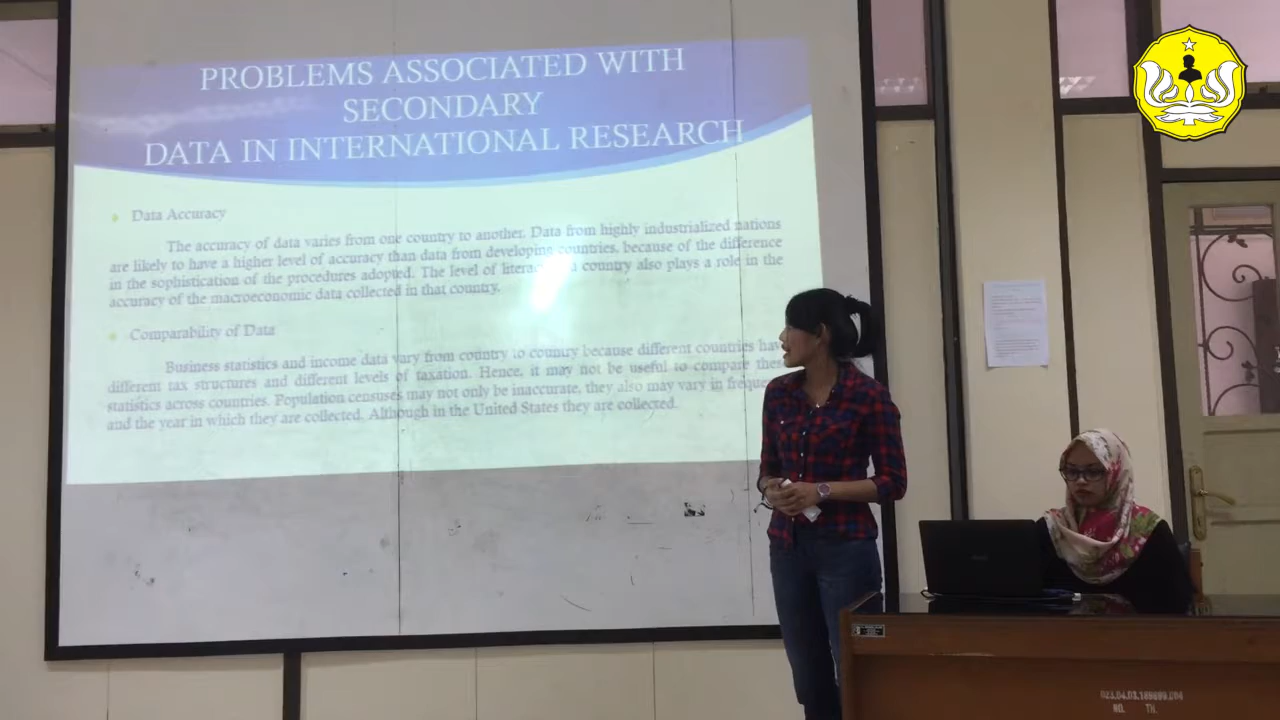 PROBLEMS ASSOCIATED WITH
SECONDARY
DATA IN INTERNATIONAL RESEARCH
Data Accuracy
The accuracy of data varies from one country to another. Data from highly industrialized nations
are likely to have a higher level of accuracy than data from developing countries, because of the difference
in the sophistication of the procedures adopted. The level of a country also plays a role in the
accuracy of the macroeconomic data collected in that country.
Comparability of Data
Business statistics and income data vary from country to country because different countries hav
different tax structures and different levels of taxation. Hence, it may not be useful to compare thes
statistics across countries. Population censuses may not only be inaccurate, they also may vary in freque
and the year in which they are collected. Although in the United States they are collected.
NO. TH.